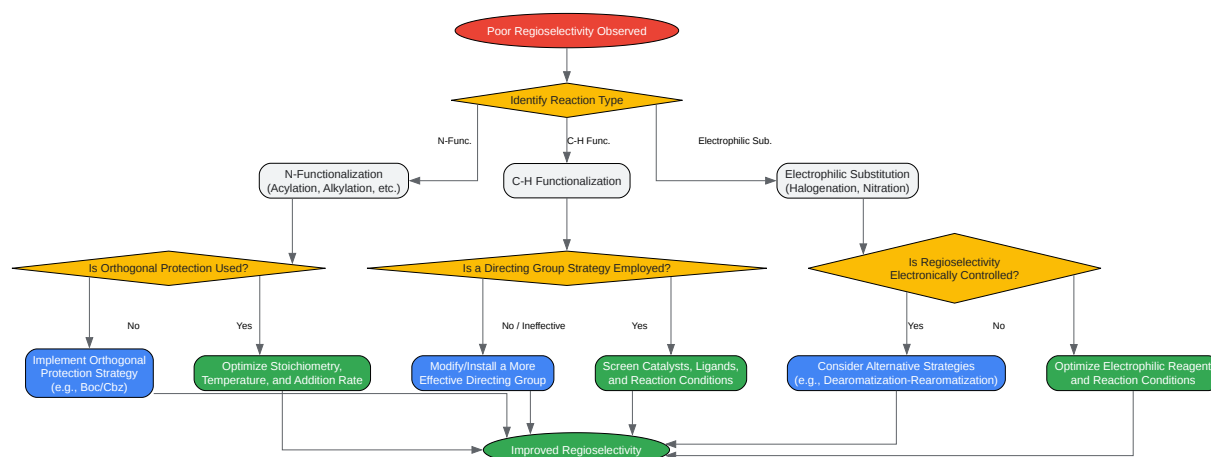 Poor Regioselectivity Observed
Identify Reaction Type
N-Func.
C-H Func.
Electrophilic Sub.
N-Functionalization
(Acylation, Alkylation, etc.)
C-H Functionalization
Electrophilic Substitution
(Halogenation, Nitration)
Is Orthogonal Protection Used?
Is a Directing Group Strategy Employed?
Is Regioselectivity
Electronically Controlled?
No
Yes
No / Ineffective
Yes
Yes
No
Implement Orthogonal
Protection Strategy
(e.g., Boc/Cbz)
Optimize Stoichiometry,
Temperature, and Addition Rate
Modify/Install a More
Effective Directing Group
Screen Catalysts, Ligands,
and Reaction Conditions
Consider Alternative Strategies
(e.g., Dearomatization-Rearomatization)
Optimize Electrophilic Reagent
and Reaction Conditions
Improved Regioselectivity